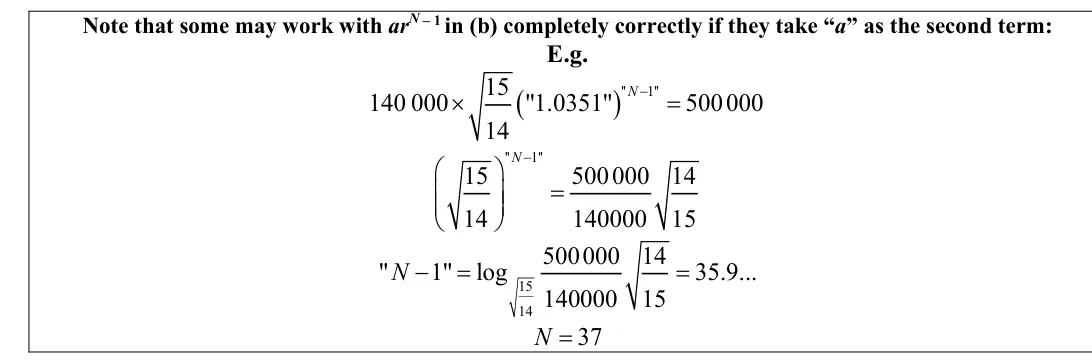 Note that some may work with ar^{N – 1} in (b) completely correctly if they take “a” as the second term:
E.g.
140 000 × √(15/14) ("1.0351")^{"N–1"} = 500 000
(√(15/14))^{"N–1"} = 500 000/140000 √(14/15)
"N – 1" = log_{√(15/14)} 500 000/140000 √(14/15) = 35.9...
N = 37